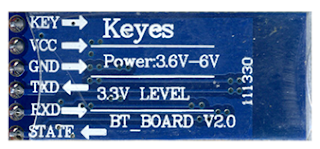 KEY
VCC
GND
TXD
RXD
STATE
Keyes
Power:3.6V-6V
3.3V LEVEL
BT_BOARD V2.0
111330